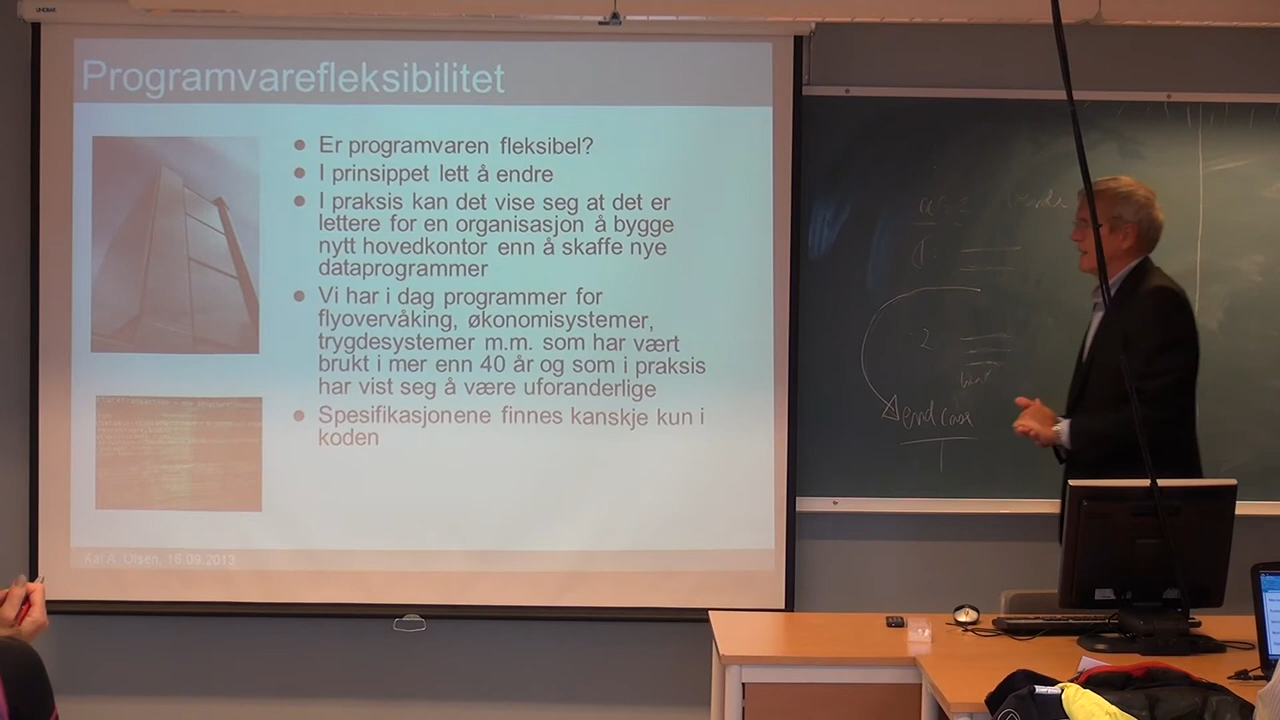 Programvarefleksibilitet
Er programvaren fleksibel?
I prinsippet lett å endre
I praksis kan det vise seg at det er
lettere for en organisasjon å bygge
nytt hovedkontor enn å skaffe nye
dataprogrammer
Vi har i dag programmer for
flyovervåking, økonomisystemer,
trygdesystemer m.m. som har vært
brukt i mer enn 40 år og som i praksis
har vist seg å være uforanderlige
Spesifikasjonene finnes kanskje kun i
koden
Kai A. Olsen, 16.09.2013
2
end case